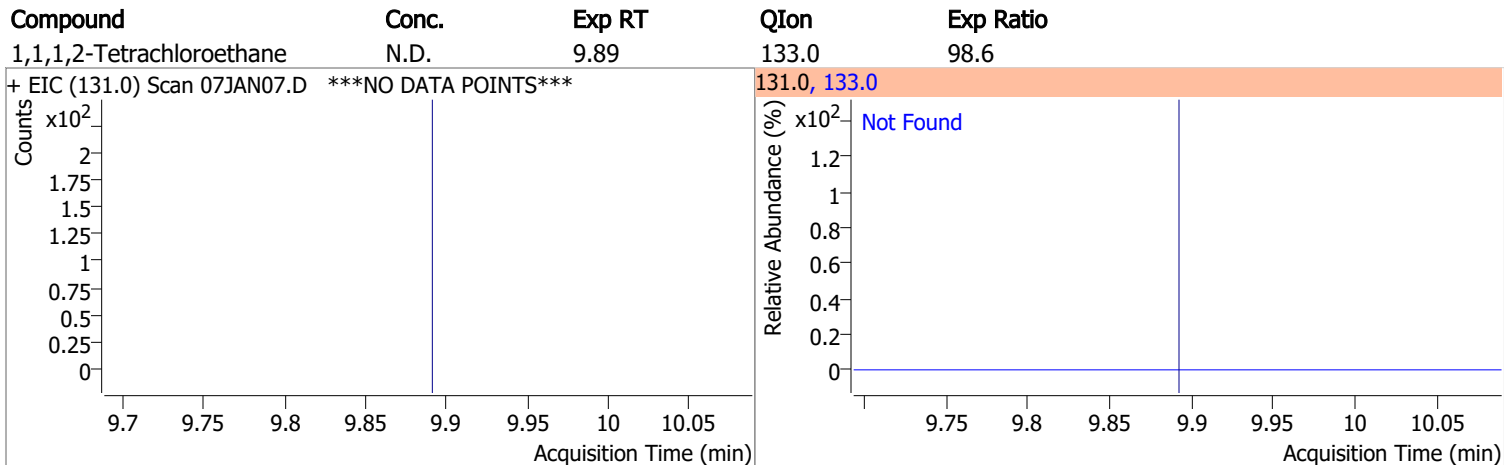 Compound Conc. Exp RT QIon Exp Ratio
1,1,1,2-Tetrachloroethane N.D. 9.89 133.0 98.6
+ EIC (131.0) Scan 07JAN07.D ***NO DATA POINTS***
Counts
x10²
2
1.75
1.5
1.25
1
0.75
0.5
0.25
0
9.7 9.75 9.8 9.85 9.9 9.95 10 10.05
Acquisition Time (min)
131.0, 133.0
Relative Abundance (%)
x10²
Not Found
1.2
1
0.8
0.6
0.4
0.2
0
9.75 9.8 9.85 9.9 9.95 10 10.05
Acquisition Time (min)